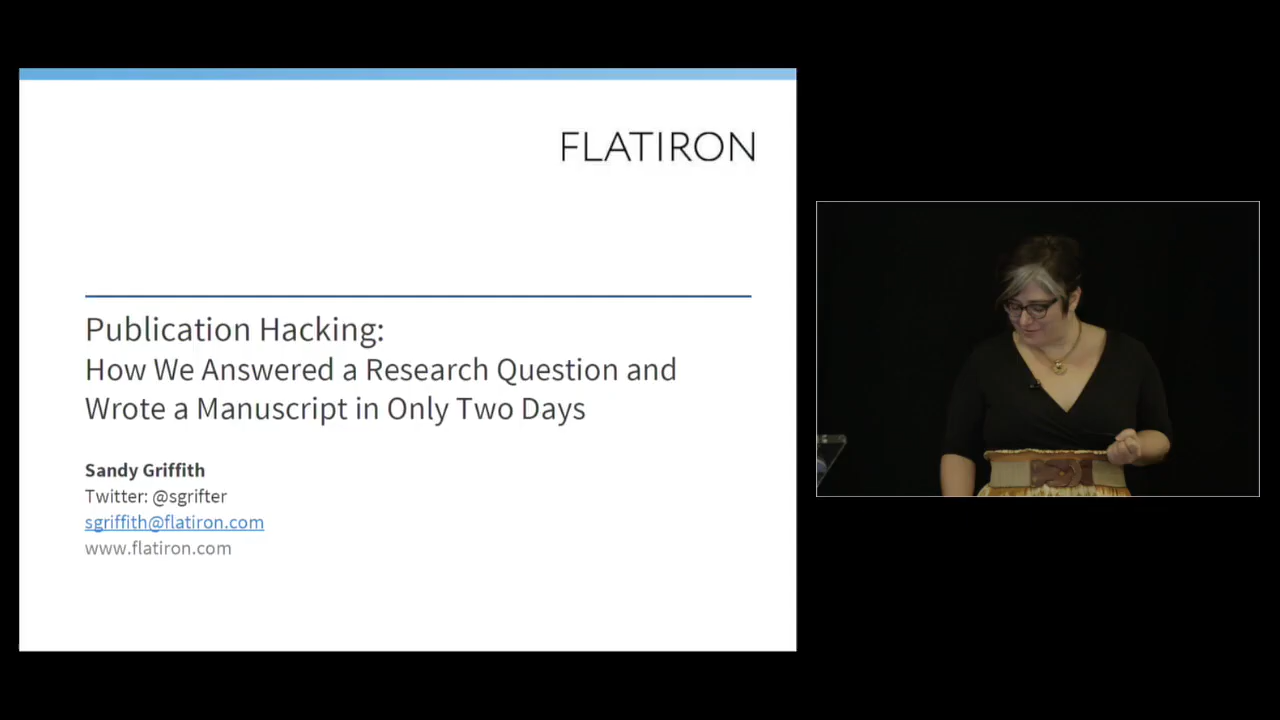 FLATIRON
Publication Hacking:
How We Answered a Research Question and
Wrote a Manuscript in Only Two Days
Sandy Griffith
Twitter: @sgrifter
sgriffith@flatiron.com
www.flatiron.com